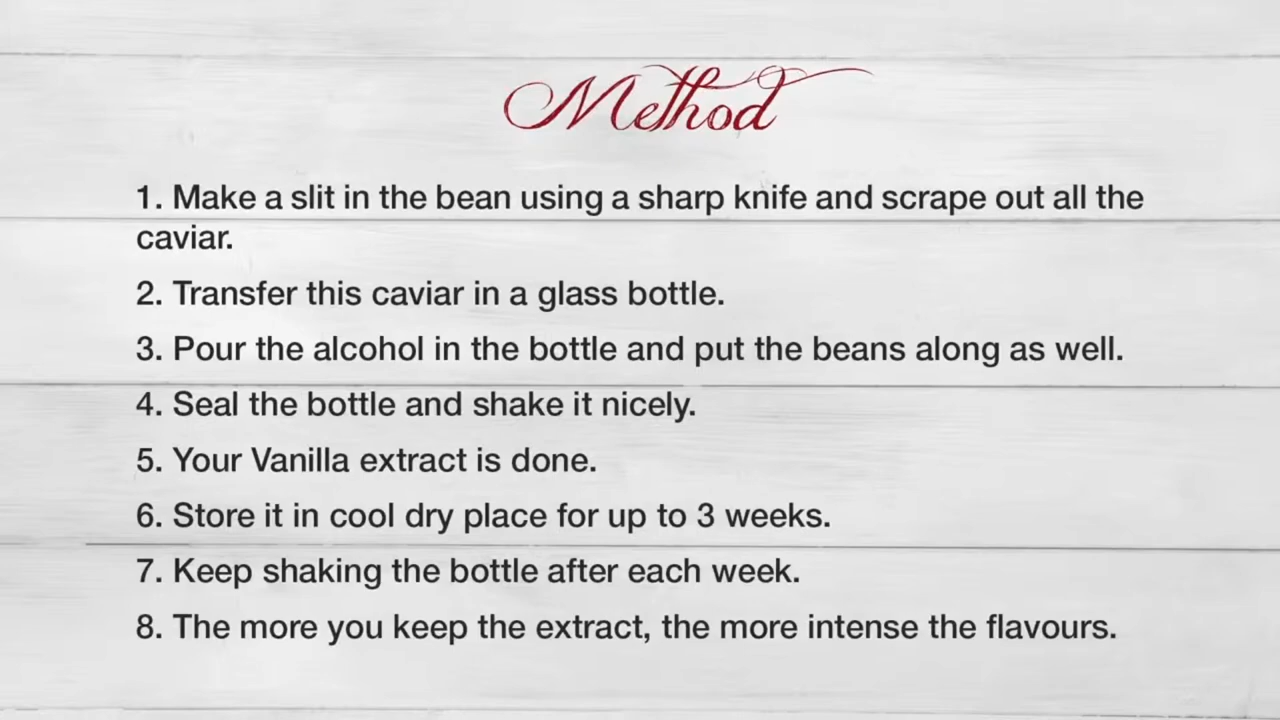 Method
1. Make a slit in the bean using a sharp knife and scrape out all the
caviar.
2. Transfer this caviar in a glass bottle.
3. Pour the alcohol in the bottle and put the beans along as well.
4. Seal the bottle and shake it nicely.
5. Your Vanilla extract is done.
6. Store it in cool dry place for up to 3 weeks.
7. Keep shaking the bottle after each week.
8. The more you keep the extract, the more intense the flavours.